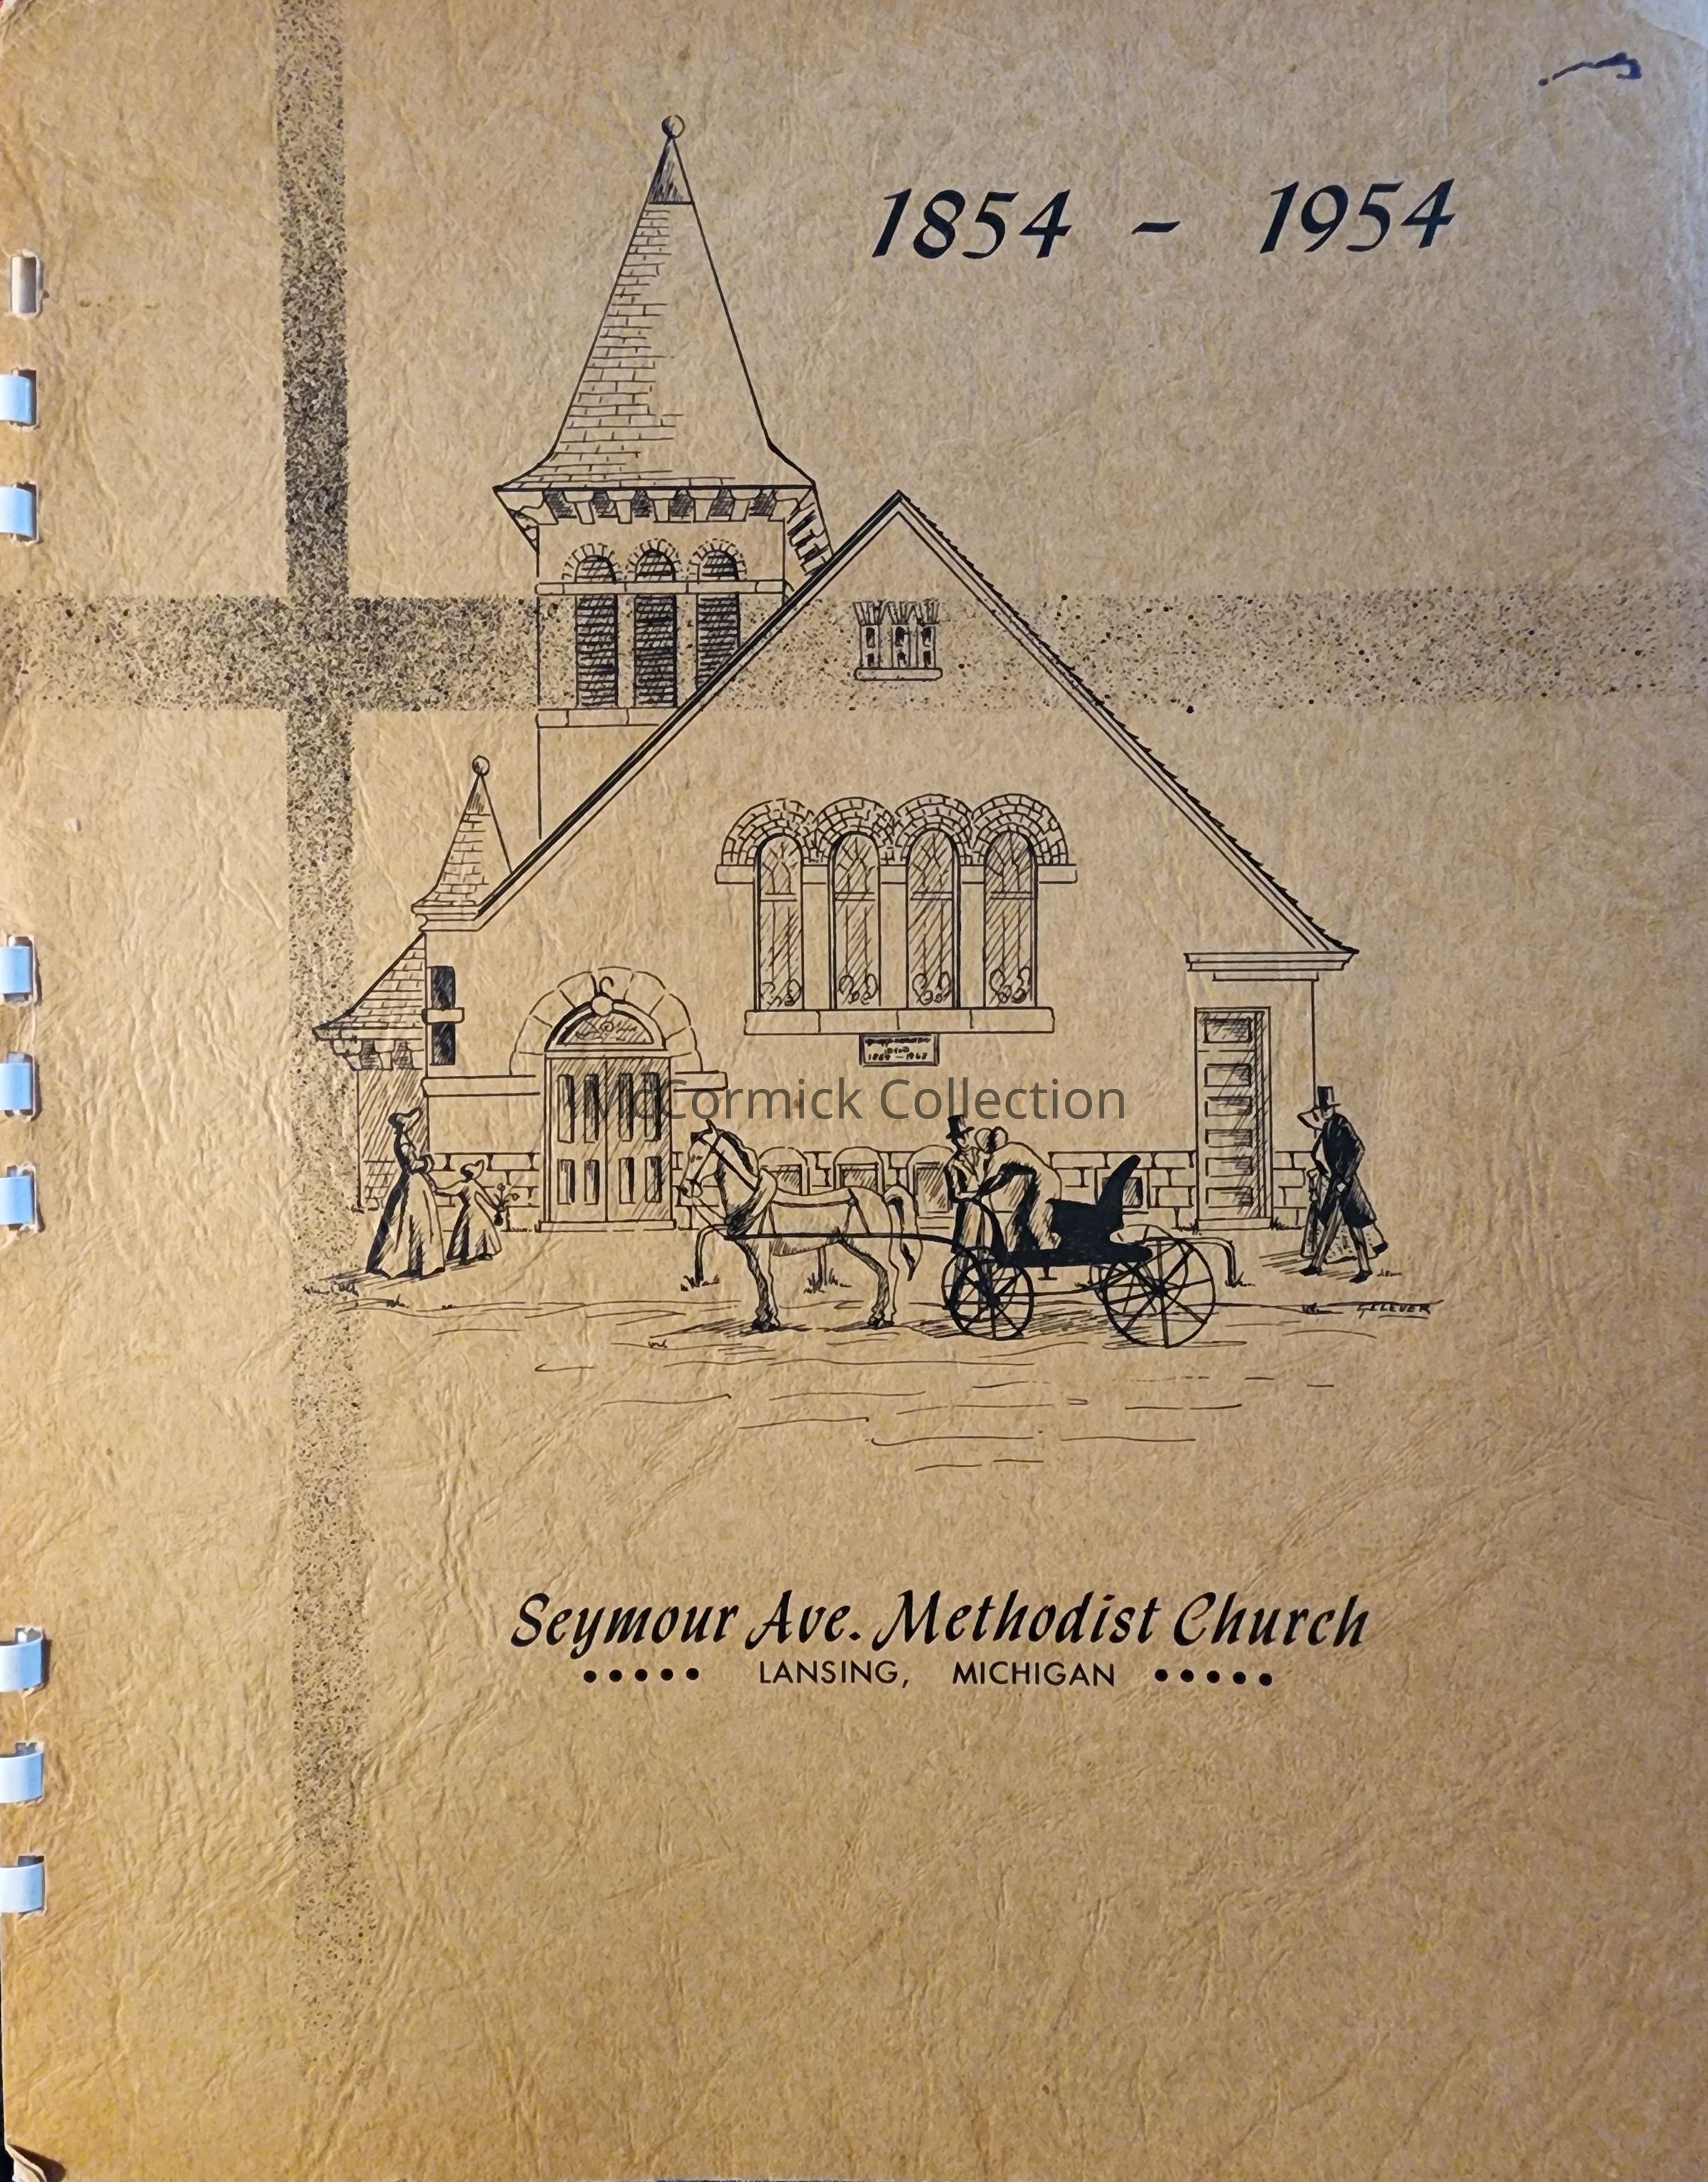 1854 - 1954
McCormick Collection
Seymour Ave. Methodist Church
LANSING, MICHIGAN